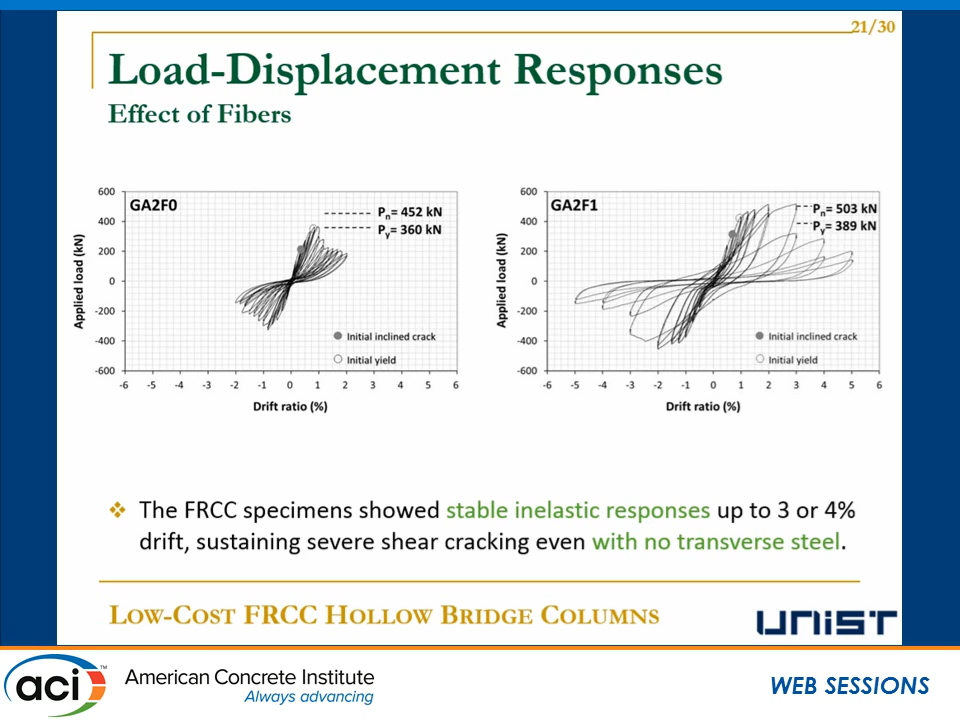 21/30
Load-Displacement Responses
Effect of Fibers
GA2F0
Pn= 452 kN
Py= 360 kN
Applied load (kN)
600
400
200
0
-200
-400
-600
Initial inclined crack
Initial yield
-6 -5 -4 -3 -2 -1 0 1 2 3 4 5 6
Drift ratio (%)
GA2F1
Pn= 503 kN
Py= 389 kN
Applied load (kN)
600
400
200
0
-200
-400
-600
Initial inclined crack
Initial yield
-6 -5 -4 -3 -2 -1 0 1 2 3 4 5 6
Drift ratio (%)
❖ The FRCC specimens showed stable inelastic responses up to 3 or 4%
drift, sustaining severe shear cracking even with no transverse steel.
LOW-COST FRCC HOLLOW BRIDGE COLUMNS
UNIST
aci™
American Concrete Institute
Always advancing
WEB SESSIONS